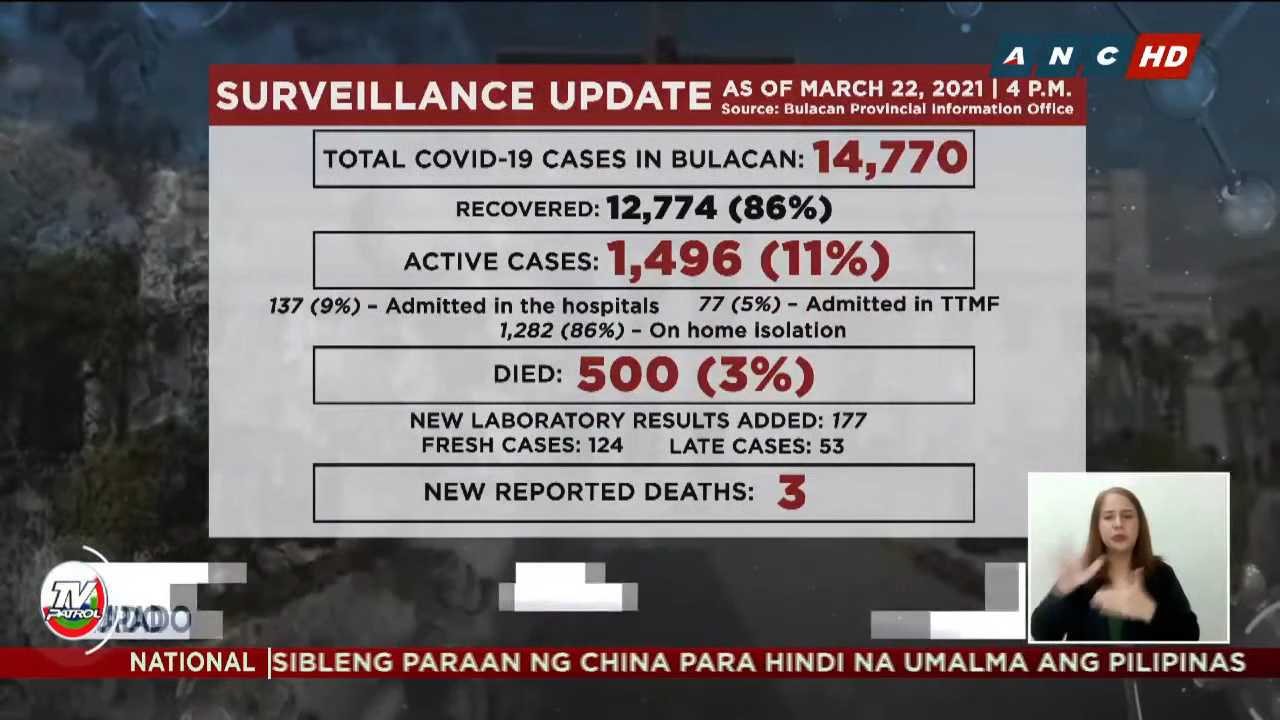 ANC HD
SURVEILLANCE UPDATE
AS OF MARCH 22, 2021 | 4 P.M.
Source: Bulacan Provincial Information Office
TOTAL COVID-19 CASES IN BULACAN: 14,770
RECOVERED: 12,774 (86%)
ACTIVE CASES: 1,496 (11%)
137 (9%) – Admitted in the hospitals 77 (5%) – Admitted in TTMF
1,282 (86%) – On home isolation
DIED: 500 (3%)
NEW LABORATORY RESULTS ADDED: 177
FRESH CASES: 124 LATE CASES: 53
NEW REPORTED DEATHS: 3
TV
PATROL
NATIONAL |SIBLENG PARAAN NG CHINA PARA HINDI NA UMALMA ANG PILIPINAS